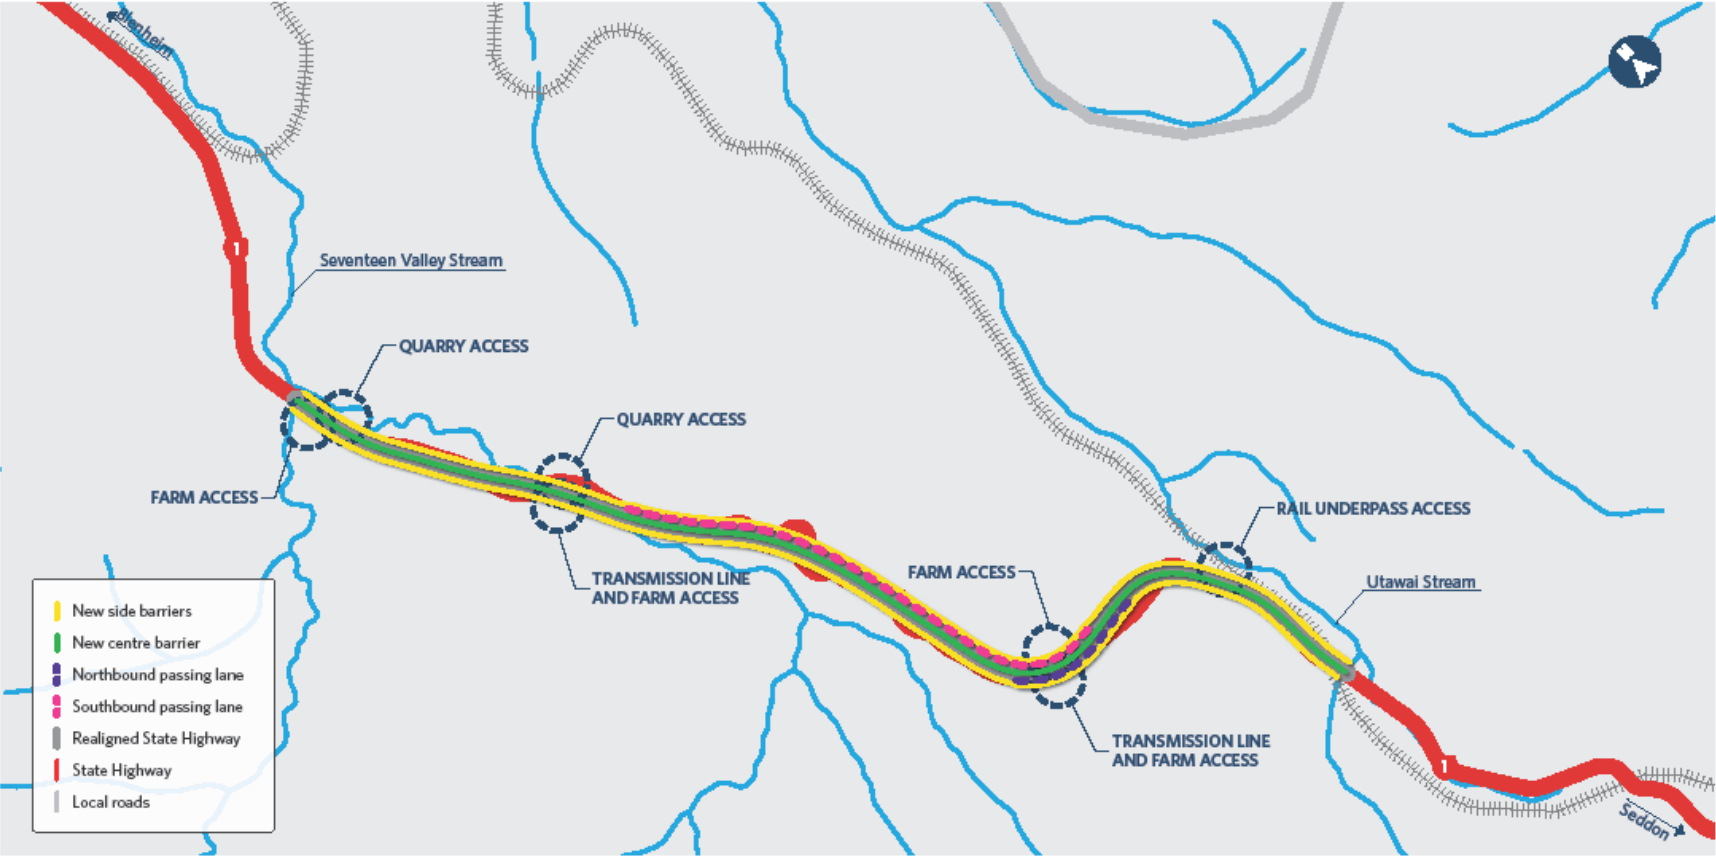 Blenheim
1
Seventeen Valley Stream
QUARRY ACCESS
QUARRY ACCESS
FARM ACCESS
RAIL UNDERPASS ACCESS
FARM ACCESS
TRANSMISSION LINE
AND FARM ACCESS
Utawai Stream
New side barriers
New centre barrier
Northbound passing lane
Southbound passing lane
Realigned State Highway
State Highway
Local roads
TRANSMISSION LINE
AND FARM ACCESS
1
Seddon